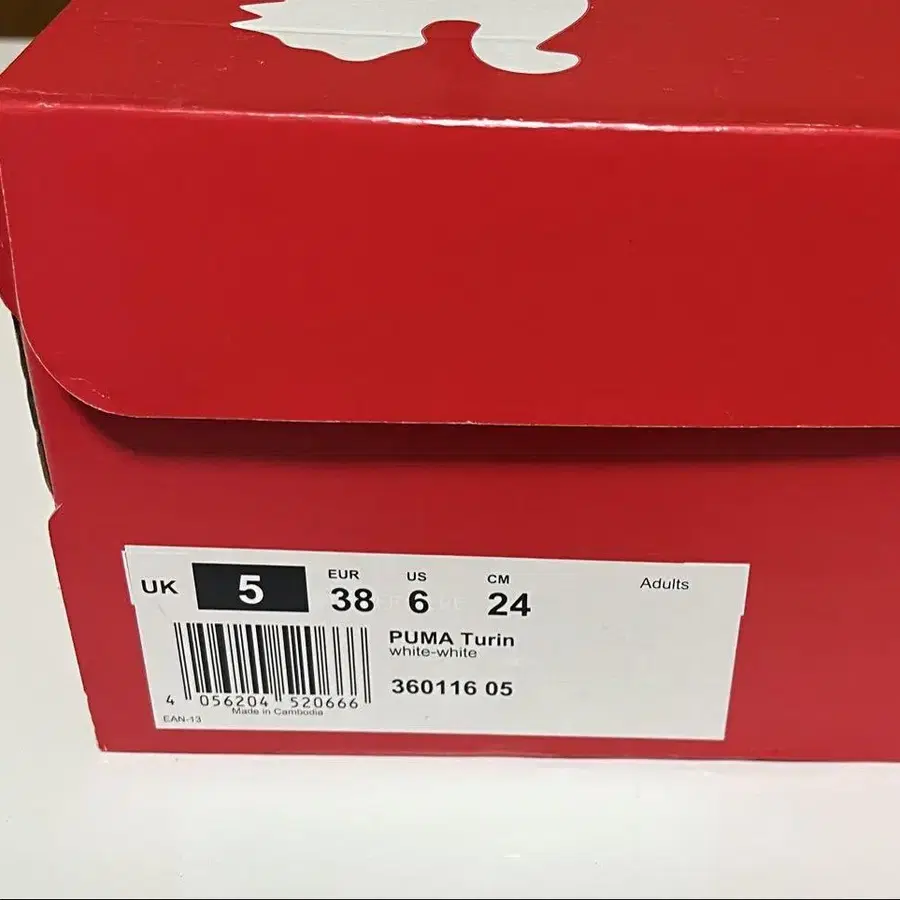 UK 5
EUR US CM Adults
38 6 24
PUMA Turin
white-white
360116 05
4 056204 520666
Made in Cambodia
EAN-13